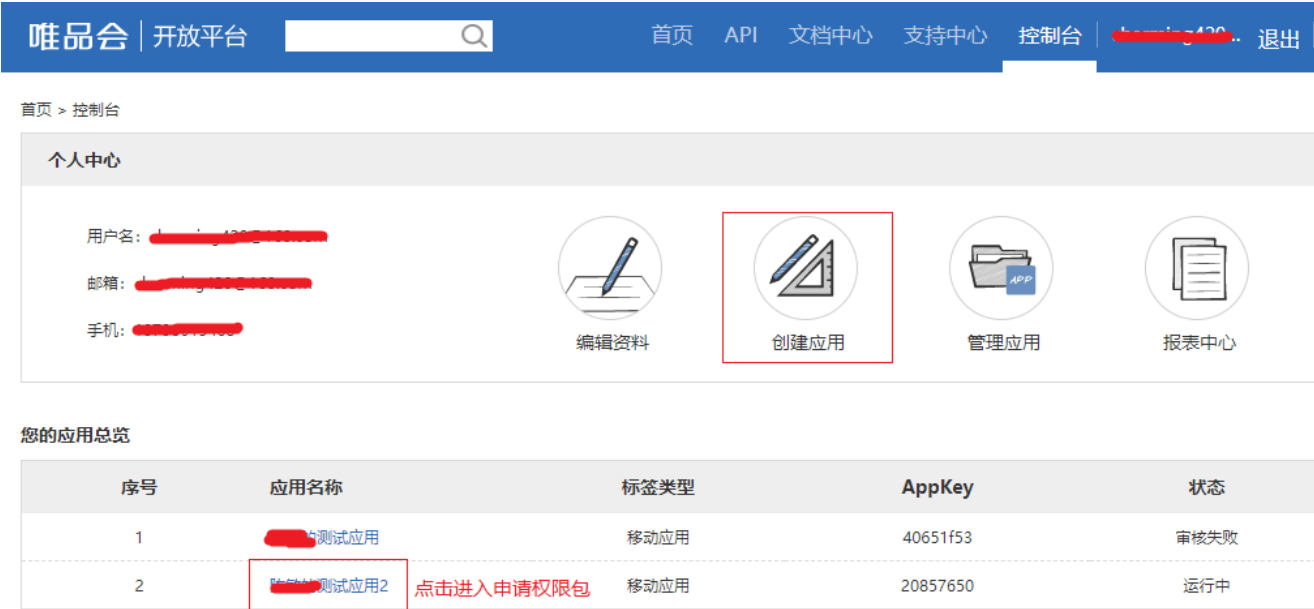 唯品会 开放平台 首页 API 文档中心 支持中心 控制台 退出
首页 > 控制台
个人中心
用户名:
邮箱:
手机:
编辑资料 创建应用 管理应用 报表中心
APP
您的应用总览
序号 应用名称 标签类型 AppKey 状态
1 的测试应用 移动应用 40651f53 审核失败
2 测试应用2 点击进入申请权限包 移动应用 20857650 运行中